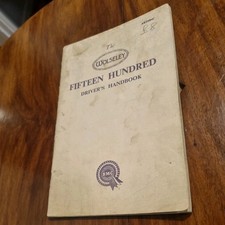 WOLSELEY
FIFTEEN HUNDRED
DRIVER'S HANDBOOK